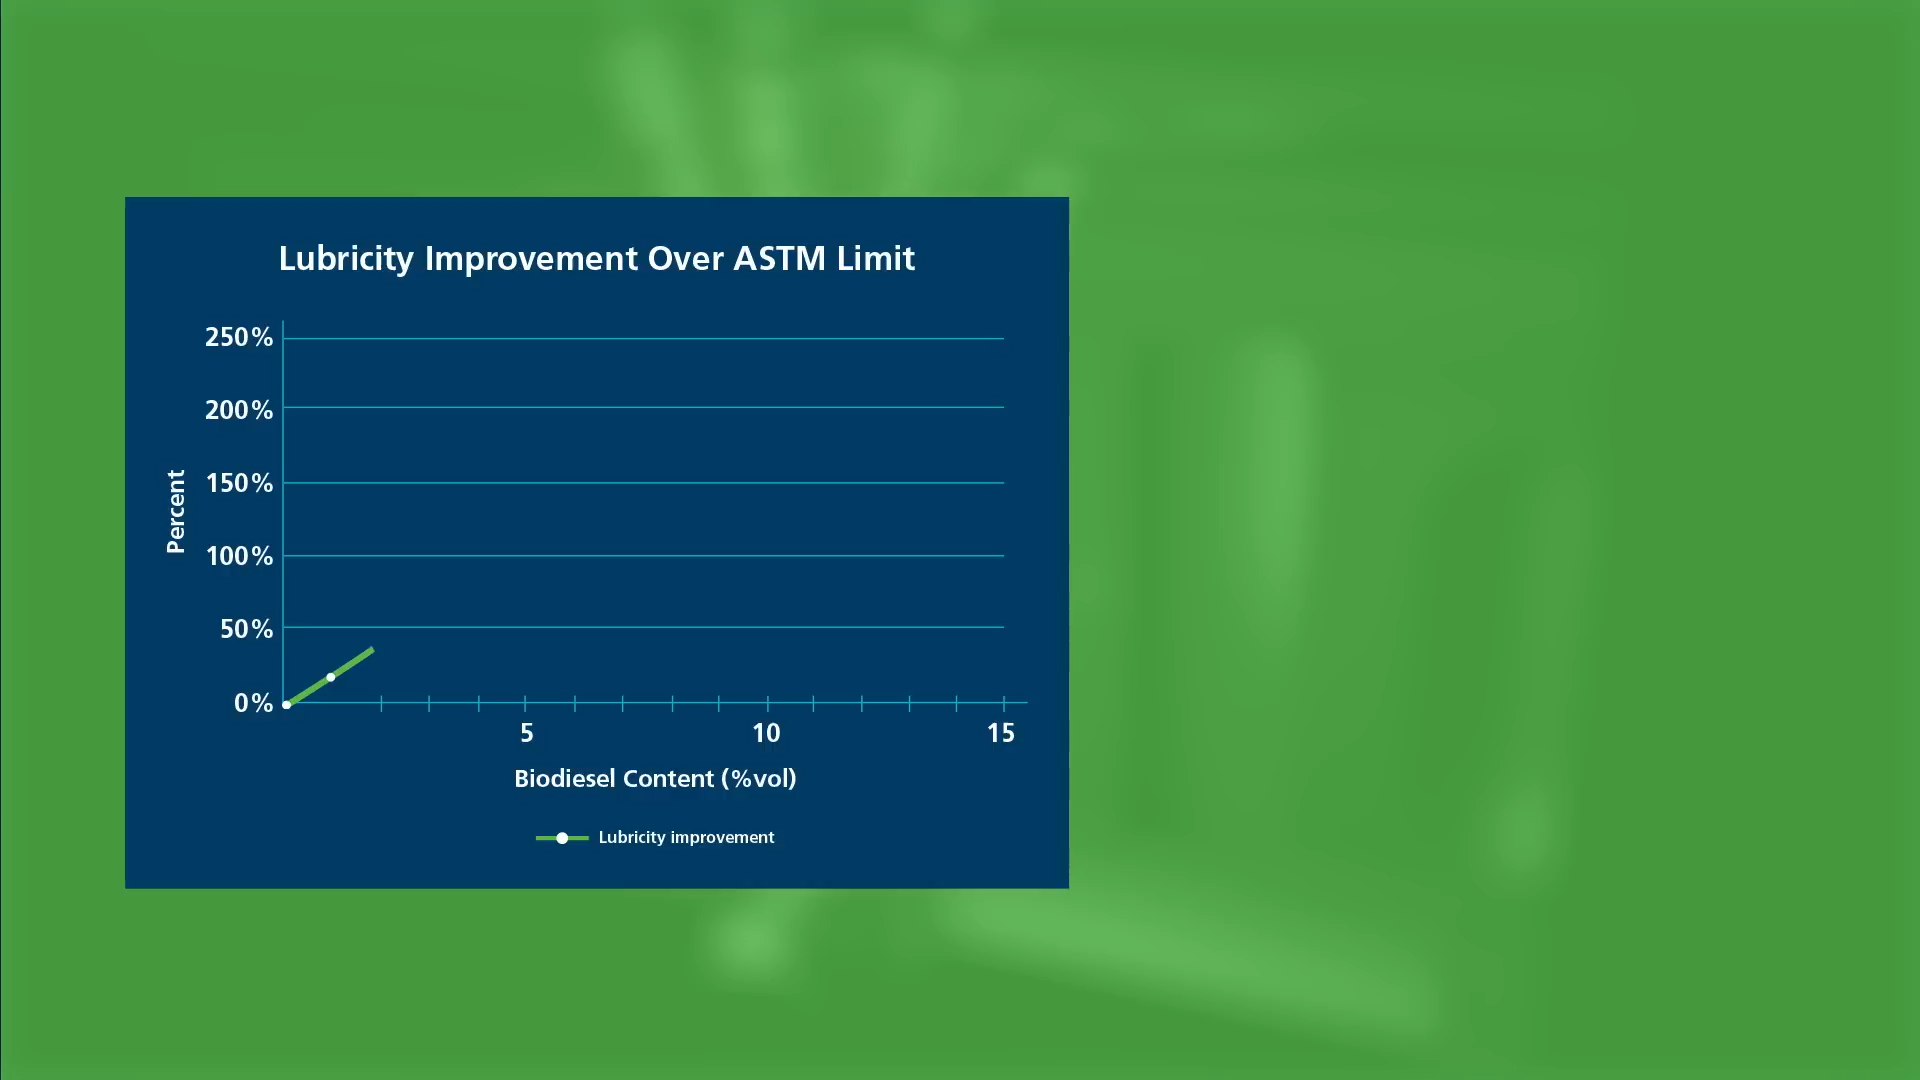 Lubricity Improvement Over ASTM Limit
250%
200%
150%
100%
50%
0%
Percent
5 10 15
Biodiesel Content (%vol)
Lubricity improvement